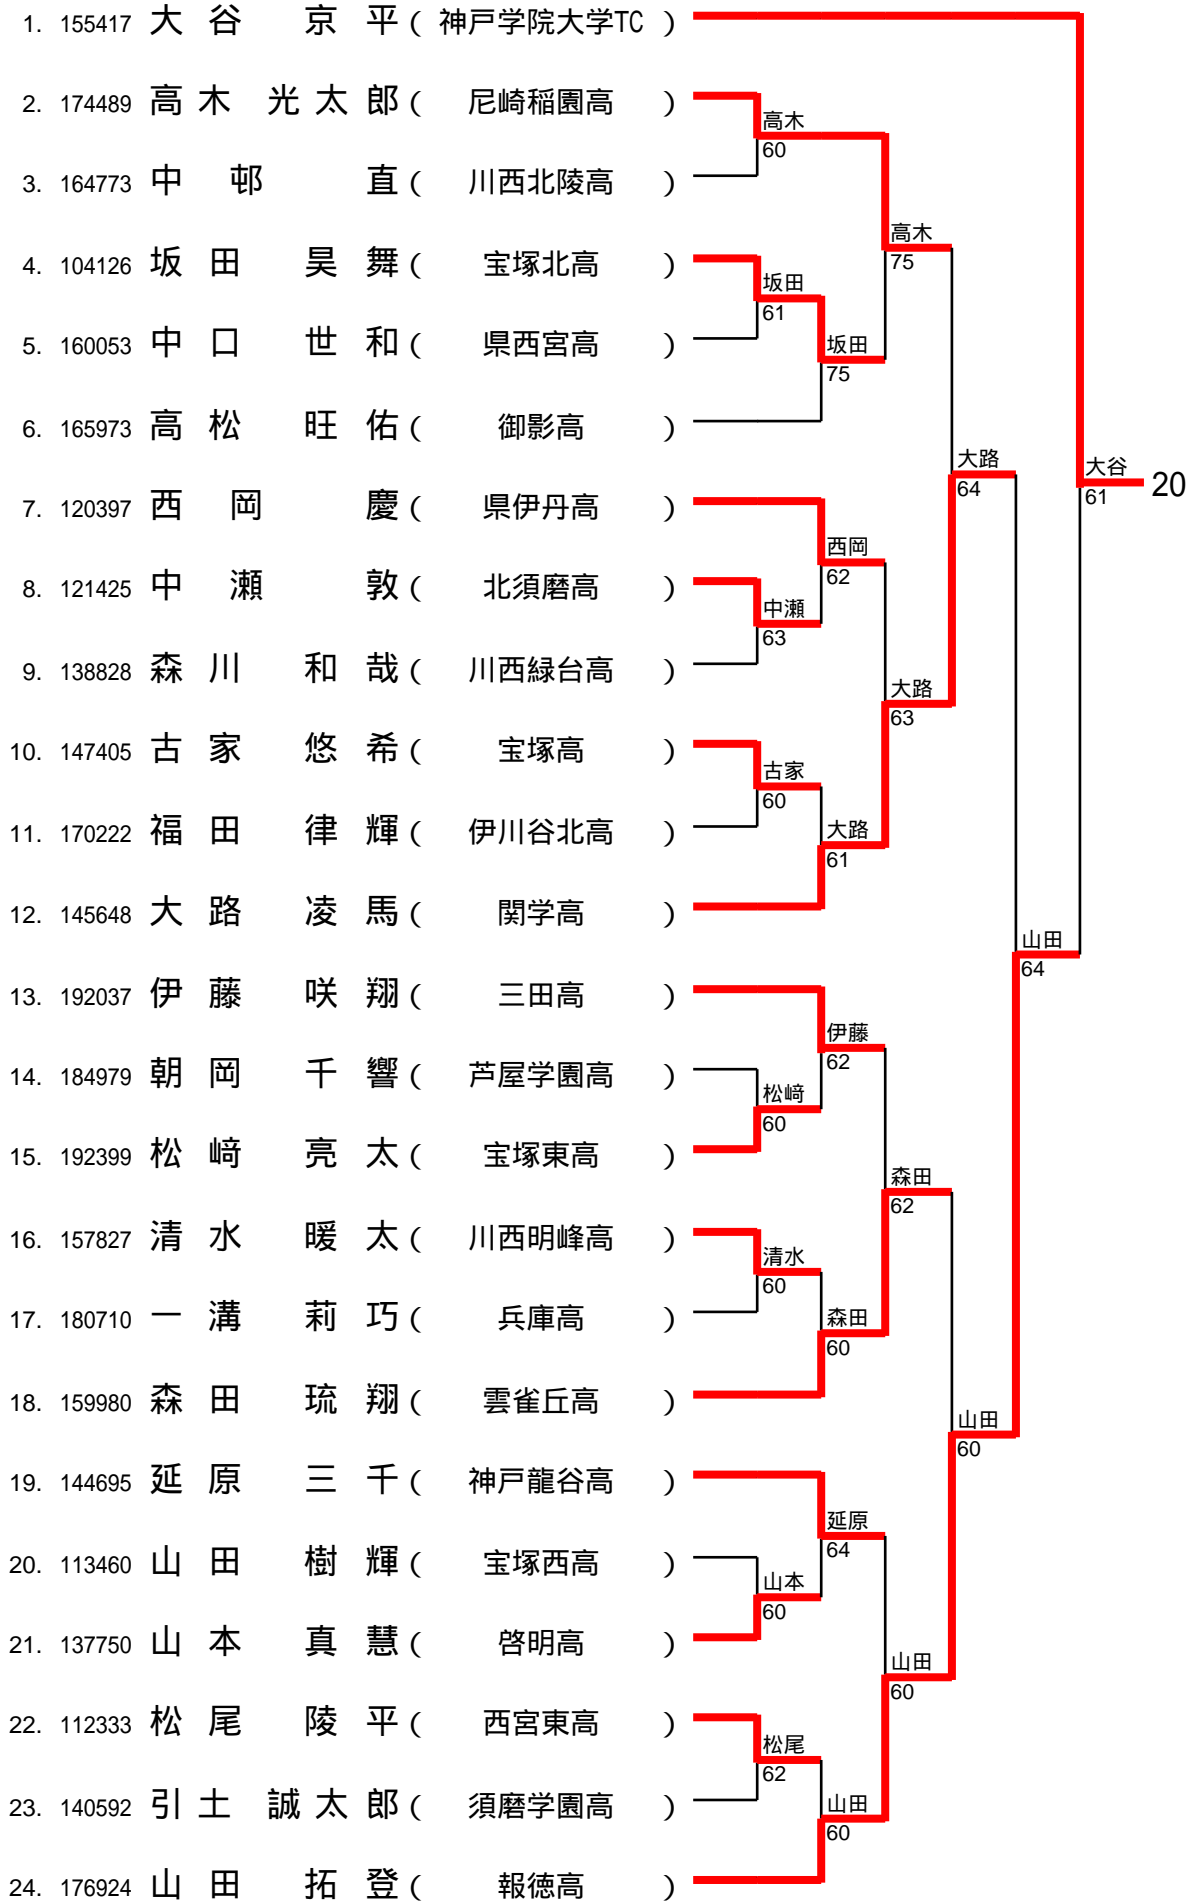 1. 155417 大谷 京平 ( 神戸学院大学TC )
2. 174489 高木 光太郎 ( 尼崎稲園高 )
高木
60
3. 164773 中邨 直 ( 川西北陵高 )
高木
75
4. 104126 坂田 昊舞 ( 宝塚北高 )
坂田
61
5. 160053 中口 世和 ( 県西宮高 )
坂田
75
6. 165973 高松 旺佑 ( 御影高 )
大路
64
大谷
61
20
7. 120397 西岡 慶 ( 県伊丹高 )
西岡
62
8. 121425 中瀬 敦 ( 北須磨高 )
中瀬
63
9. 138828 森川 和哉 ( 川西緑台高 )
大路
63
10. 147405 古家 悠希 ( 宝塚高 )
古家
60
11. 170222 福田 律輝 ( 伊川谷北高 )
大路
61
12. 145648 大路 凌馬 ( 関学高 )
山田
64
13. 192037 伊藤 咲翔 ( 三田高 )
伊藤
62
14. 184979 朝岡 千響 ( 芦屋学園高 )
松﨑
60
15. 192399 松﨑 亮太 ( 宝塚東高 )
森田
62
16. 157827 清水 暖太 ( 川西明峰高 )
清水
60
17. 180710 一溝 莉巧 ( 兵庫高 )
森田
60
18. 159980 森田 琉翔 ( 雲雀丘高 )
山田
60
19. 144695 延原 三千 ( 神戸龍谷高 )
延原
64
20. 113460 山田 樹輝 ( 宝塚西高 )
山本
60
21. 137750 山本 真慧 ( 啓明高 )
山田
60
22. 112333 松尾 陵平 ( 西宮東高 )
松尾
62
23. 140592 引土 誠太郎 ( 須磨学園高 )
山田
60
24. 176924 山田 拓登 ( 報徳高 )